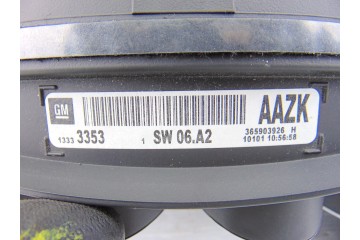 GM
AAZK
1333 3353 1 SW 06.A2 365903926 H
10101 10:56:58